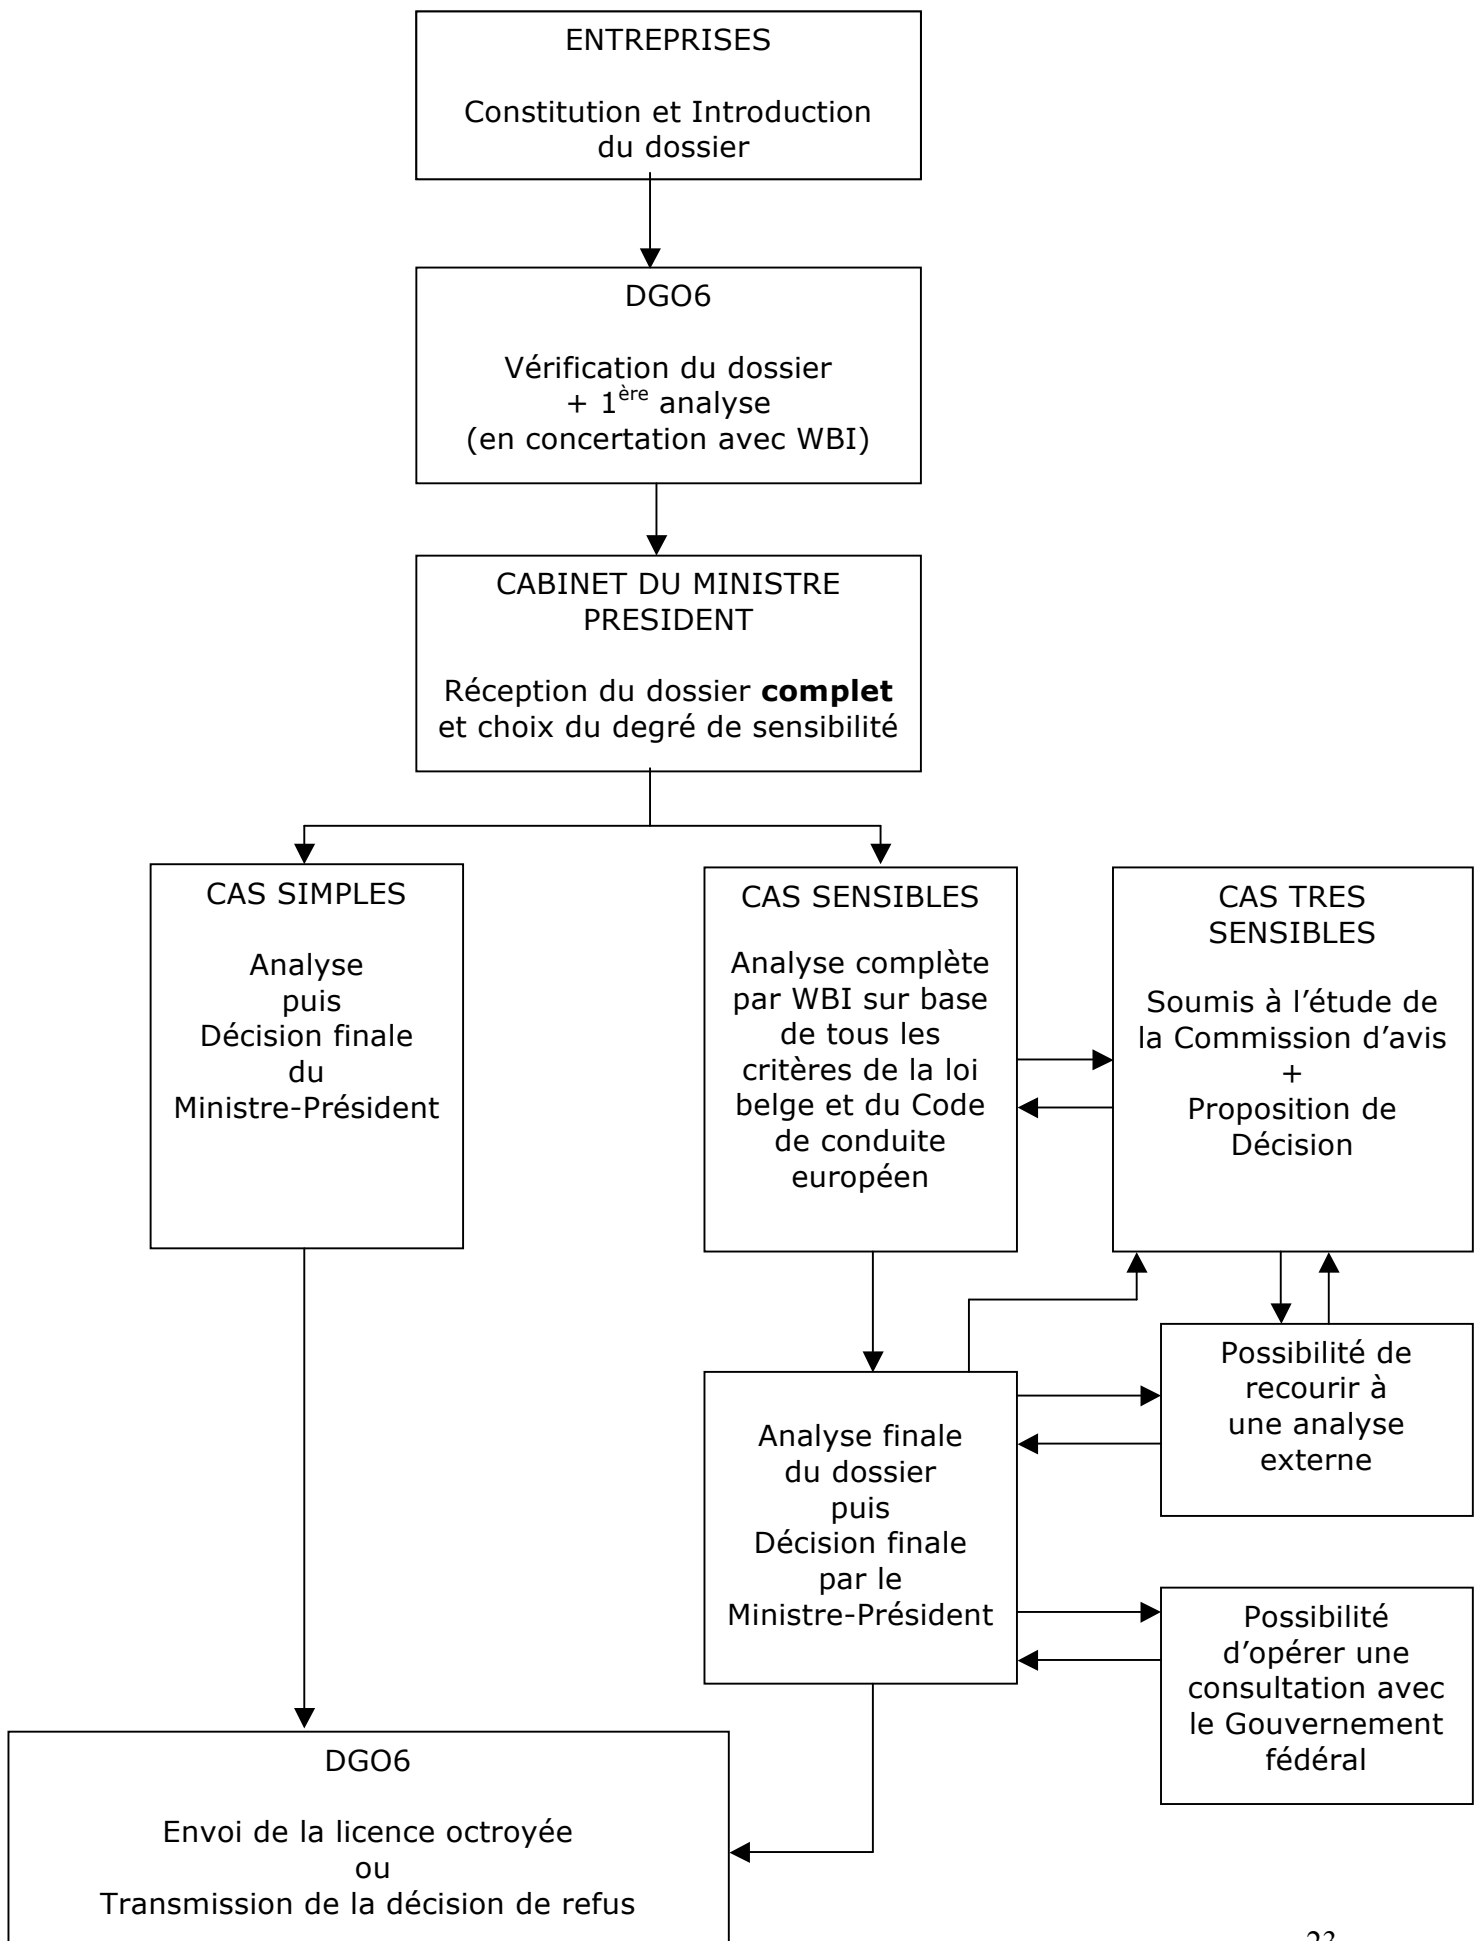 ENTREPRISES
Constitution et Introduction
du dossier
DGO6
Vérification du dossier
+ 1ère analyse
(en concertation avec WBI)
CABINET DU MINISTRE
PRESIDENT
Réception du dossier complet
et choix du degré de sensibilité
CAS SIMPLES
Analyse
puis
Décision finale
du
Ministre-Président
CAS SENSIBLES
Analyse complète
par WBI sur base
de tous les
critères de la loi
belge et du Code
de conduite
européen
CAS TRES
SENSIBLES
Soumis à l’étude de
la Commission d’avis
+
Proposition de
Décision
Possibilité de
recourir à
une analyse
externe
Analyse finale
du dossier
puis
Décision finale
par le
Ministre-Président
Possibilité
d’opérer une
consultation avec
le Gouvernement
fédéral
DGO6
Envoi de la licence octroyée
ou
Transmission de la décision de refus